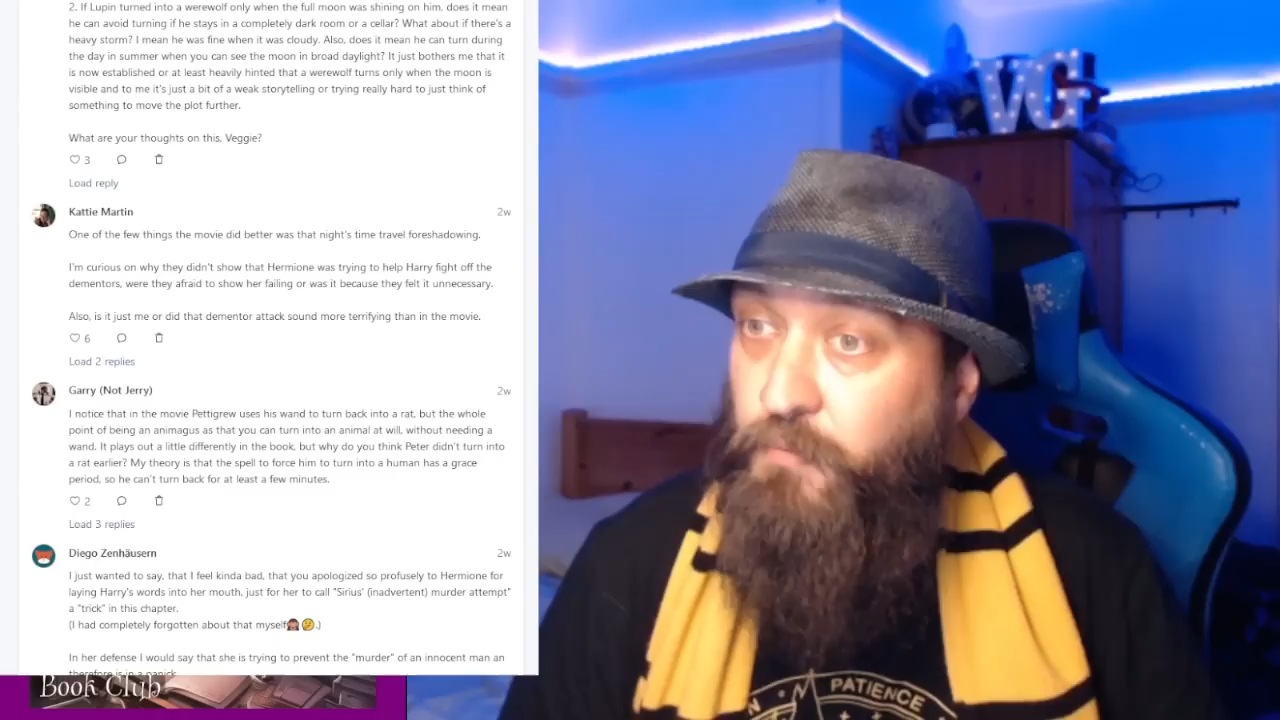 2. If Lupin turned into a werewolf only when the full moon was shining on him, does it mean
he can avoid turning if he stays in a completely dark room or a cellar? What about if there's a
heavy storm? I mean he was fine when it was cloudy. Also, does it mean he can turn during
the day in summer when you can see the moon in broad daylight? It just bothers me that it
is now established or at least heavily hinted that a werewolf turns only when the moon is
visible and to me it's just a bit of a weak storytelling or trying really hard to just think of
something to move the plot further.
What are your thoughts on this, Veggie?
3
Load reply
Kattie Martin
2w
One of the few things the movie did better was that night's time travel foreshadowing.
I'm curious on why they didn't show that Hermione was trying to help Harry fight off the
dementors, were they afraid to show her failing or was it because they felt it unnecessary.
Also, is it just me or did that dementor attack sound more terrifying than in the movie.
6
Load 2 replies
Garry (Not Jerry)
2w
I notice that in the movie Pettigrew uses his wand to turn back into a rat, but the whole
point of being an animagus as that you can turn into an animal at will, without needing a
wand. It plays out a little differently in the book, but why do you think Peter didn't turn into
a rat earlier? My theory is that the spell to force him to turn into a human has a grace
period, so he can't turn back for at least a few minutes.
2
Load 3 replies
Diego Zenhäusern
2w
I just wanted to say, that I feel kinda bad, that you apologized so profusely to Hermione for
laying Harry's words into her mouth, just for her to call "Sirius' (inadvertent) murder attempt"
a "trick" in this chapter.
(I had completely forgotten about that myself🙈🤣.)
In her defense I would say that she is trying to prevent the "murder" of an innocent man an
therefore is in a panick
Book Club
VG
PATIENCE